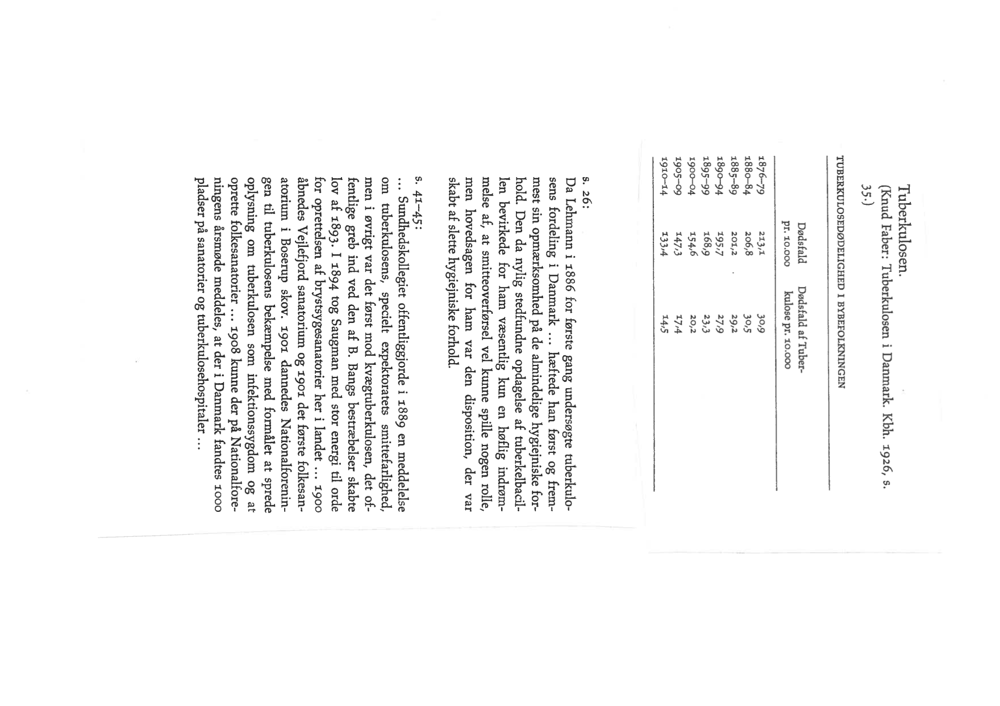 Tuberkulosen.
(Knud Faber: Tuberkulosen i Danmark. Kbh. 1926, s.
35.)
TUBERKULOSEDØDELIGHED I BYBEFOLKNINGEN
Dødsfald Dødsfald af Tuber-
pr. 10.000 kulose pr. 10.000
1876–79 213,1 30,9
1880–84 206,8 30,5
1885–89 201,2 29,2
1890–94 195,7 27,9
1895–99 168,9 23,3
1900–04 154,6 20,2
1905–09 147,3 17,4
1910–14 133,4 14,5
s. 26:
Da Lehmann i 1886 for første gang undersøgte tuberkulo-
sens fordeling i Danmark ... hæftede han først og frem-
mest sin opmærksomhed på de almindelige hygiejniske for-
hold. Den da nylig stedfundne opdagelse af tuberkelbacil-
len bevirkede for ham væsentlig kun en høflig indrøm-
melse af, at smitteoverførsel vel kunne spille nogen rolle,
men hovedsagen for ham var den disposition, der var
skabt af slette hygiejniske forhold.
s. 41–45:
... Sundhedskollegiet offentliggjorde i 1889 en meddelelse
om tuberkulosens, specielt expektoratets smittefarlighed,
men i øvrigt var det først mod kvægtuberkulosen, det of-
fentlige greb ind ved den af B. Bangs bestræbelser skabte
lov af 1893. I 1894 tog Saugman med stor energi til orde
for oprettelsen af brystsygesanatorier her i landet ... 1900
åbnedes Vejlefjord sanatorium og 1901 det første folkesan-
atorium i Boserup skov. 1901 dannedes Nationalforenin-
gen til tuberkulosens bekæmpelse med formålet at sprede
oplysning om tuberkulosen som infektionssygdom og at
oprette folkesanatorier ... 1908 kunne der på Nationalfore-
ningens årsmøde meddeles, at der i Danmark fandtes 1000
pladser på sanatorier og tuberkulosehospitaler ...